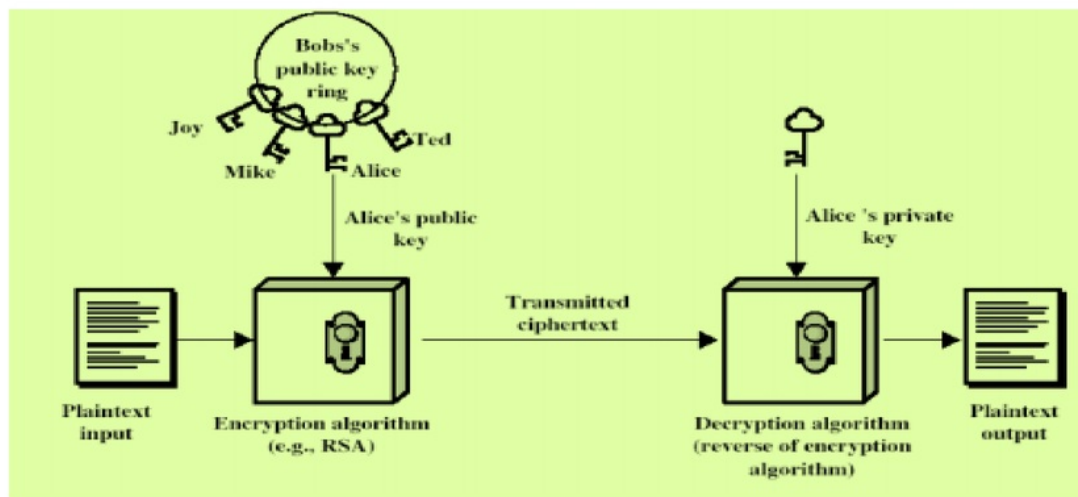 Bobs's
public key
ring
Joy
Ted
Mike
Alice
Alice's public
key
Alice 's private
key
Transmitted
ciphertext
Plaintext
input
Encryption algorithm
(e.g., RSA)
Decryption algorithm
(reverse of encryption
algorithm)
Plaintext
output